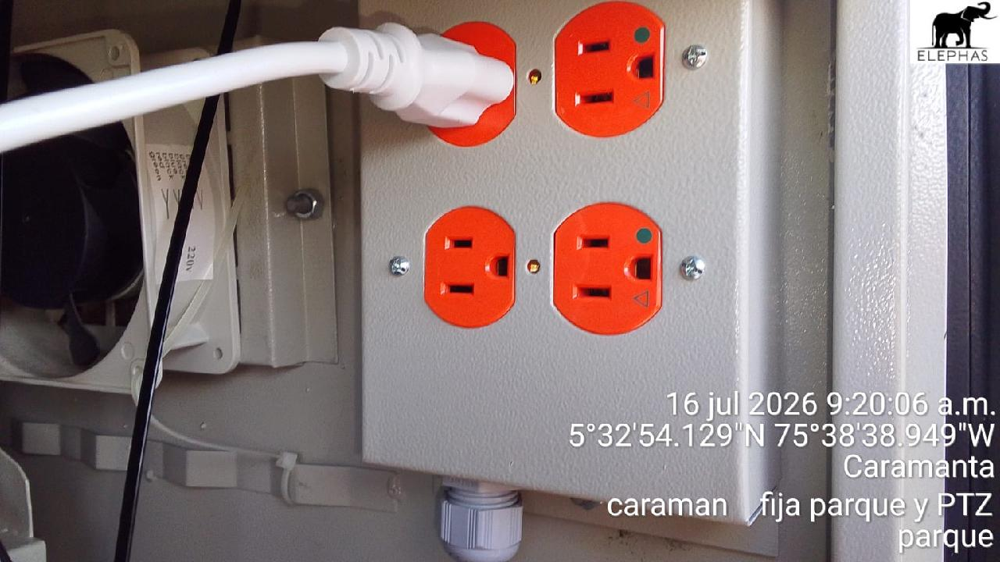 ELEPHAS
220v
16 jul 2026 9:20:06 a.m.
5°32'54.129"N 75°38'38.949"W
Caramanta
caraman fija parque y PTZ
parque